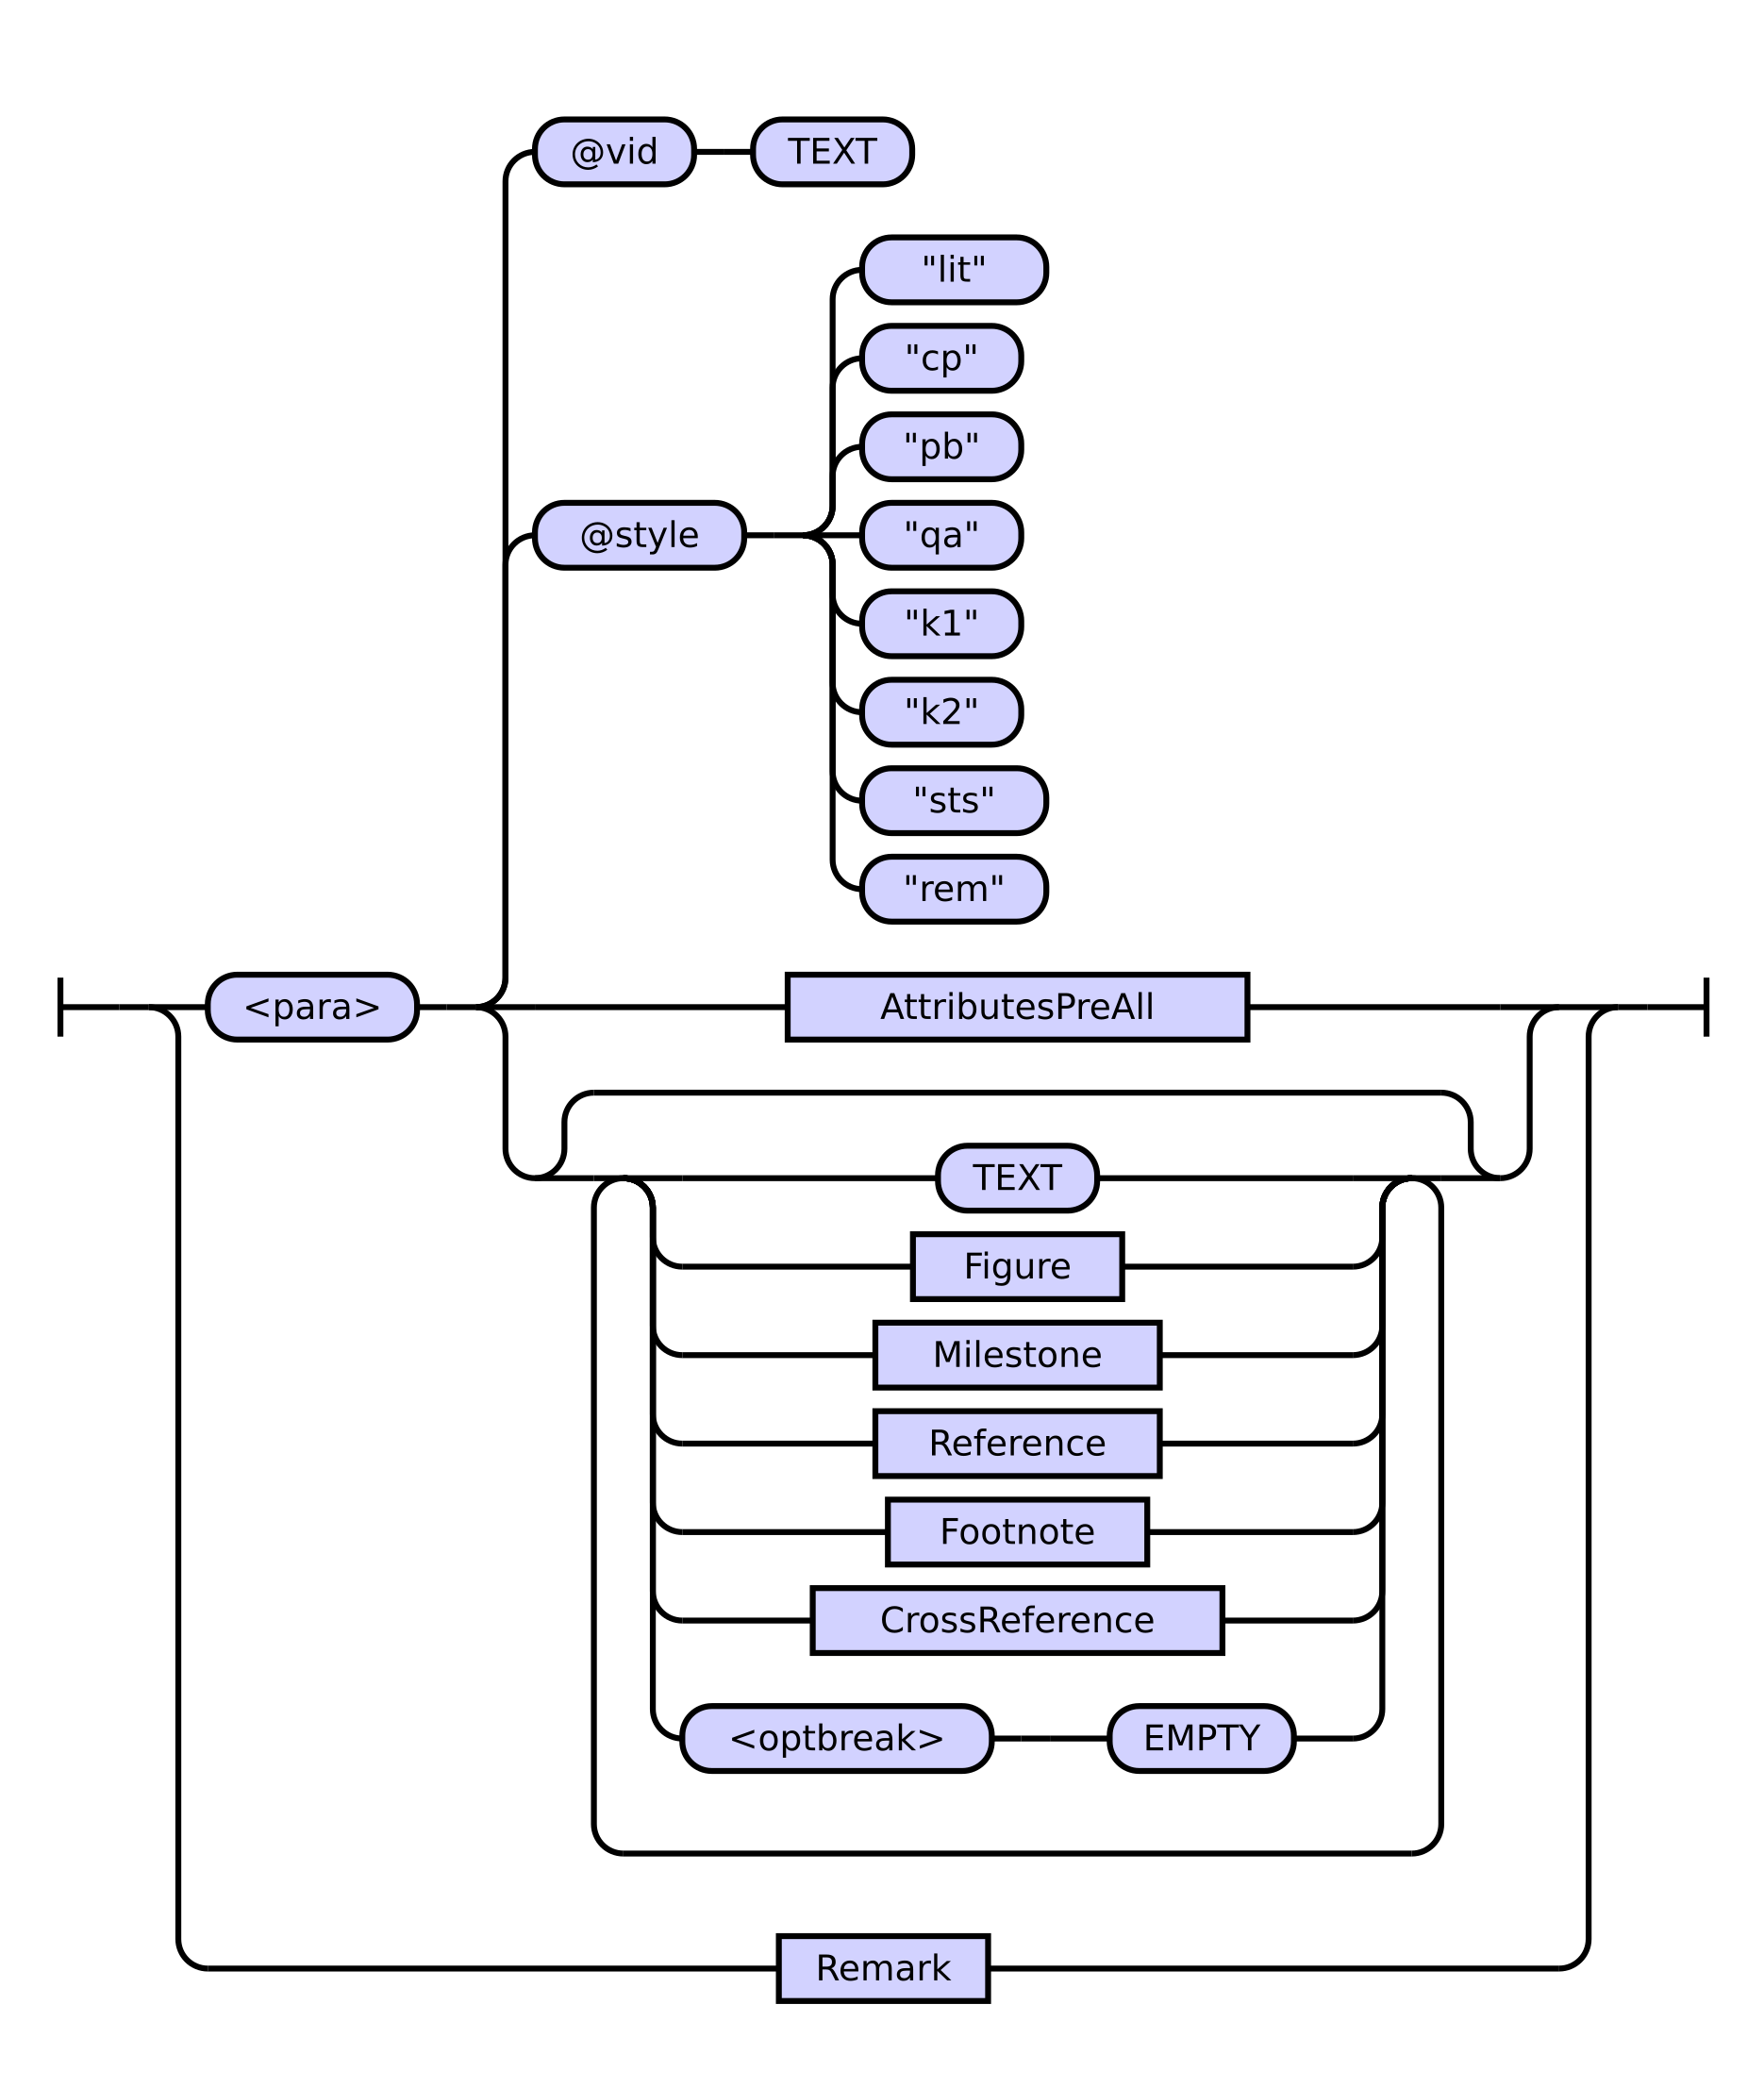 @vid TEXT
"lit"
"cp"
"pb"
@style "qa"
"k1"
"k2"
"sts"
"rem"
<para> AttributesPreAll
TEXT
Figure
Milestone
Reference
Footnote
CrossReference
<optbreak> EMPTY
Remark